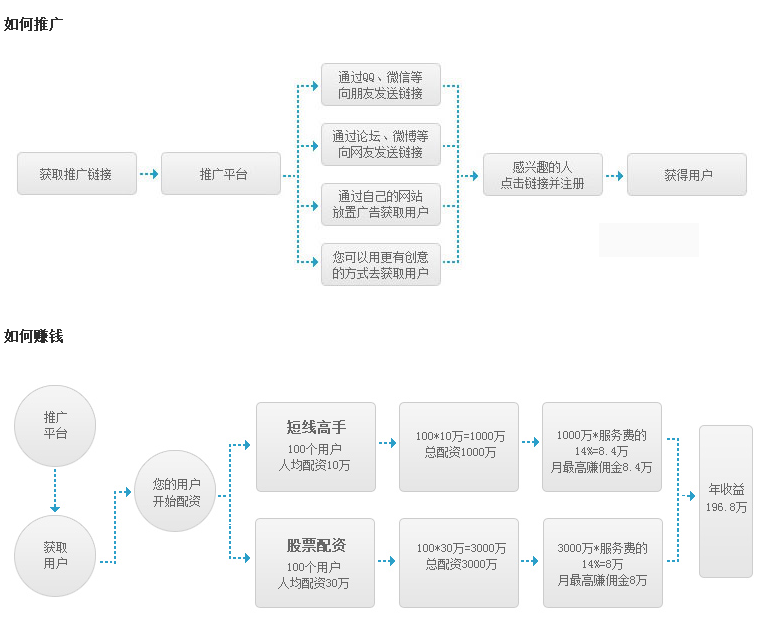 如何推广
获取推广链接
推广平台
通过QQ、微信等
向朋友发送链接
通过论坛、微博等
向网友发送链接
通过自己的网站
放置广告获取用户
您可以用更有创意
的方式去获取用户
感兴趣的人
点击链接并注册
获得用户
如何赚钱
推广
平台
获取
用户
您的用户
开始配资
短线高手
100个用户
人均配资10万
100*10万=1000万
总配资1000万
1000万*服务费的
14%=8.4万
月最高赚佣金8.4万
股票配资
100个用户
人均配资30万
100*30万=3000万
总配资3000万
3000万*服务费的
14%=8万
月最高赚佣金8万
年收益
196.8万